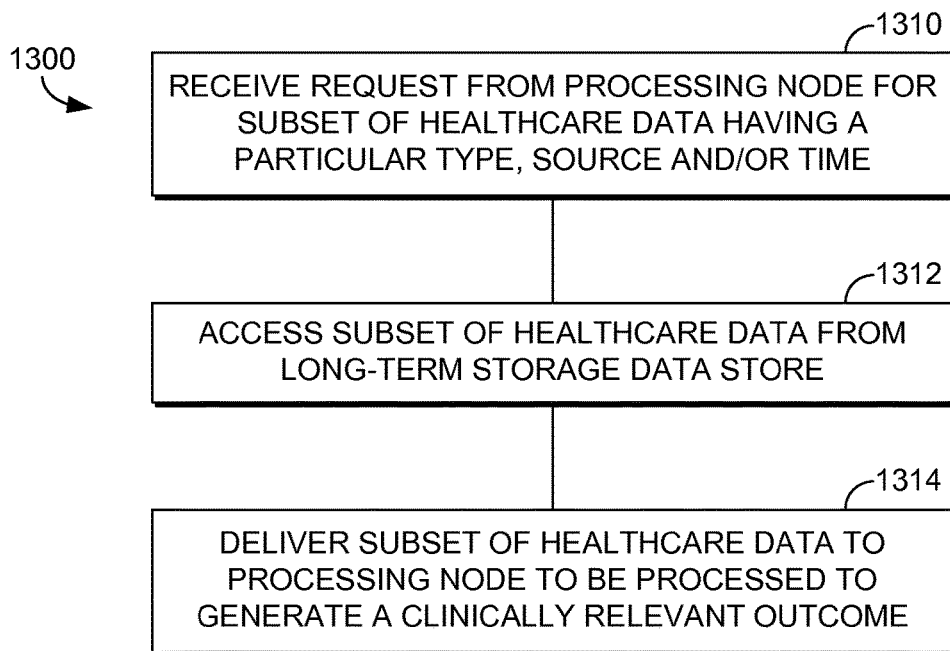 1300
1310
RECEIVE REQUEST FROM PROCESSING NODE FOR
SUBSET OF HEALTHCARE DATA HAVING A
PARTICULAR TYPE, SOURCE AND/OR TIME
1312
ACCESS SUBSET OF HEALTHCARE DATA FROM
LONG-TERM STORAGE DATA STORE
1314
DELIVER SUBSET OF HEALTHCARE DATA TO
PROCESSING NODE TO BE PROCESSED TO
GENERATE A CLINICALLY RELEVANT OUTCOME